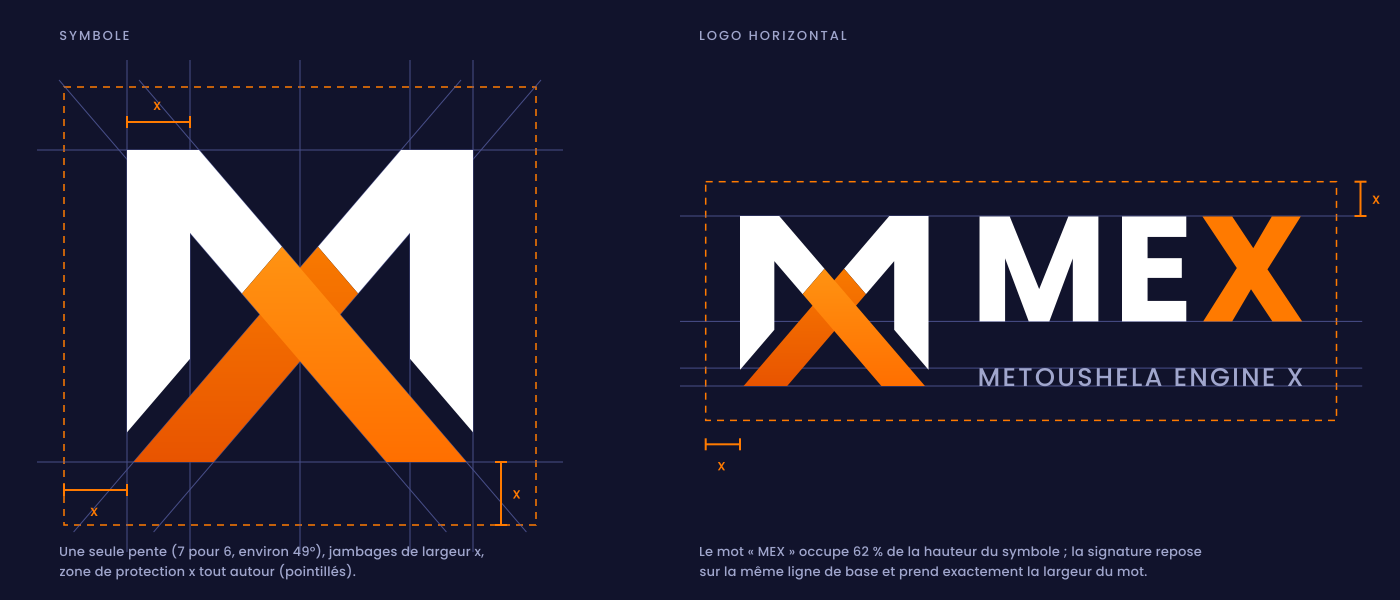 SYMBOLE
x
x
x
Une seule pente (7 pour 6, environ 49°), jambages de largeur x,
zone de protection x tout autour (pointillés).
LOGO HORIZONTAL
x
MEX
METOUSHELA ENGINE X
x
Le mot « MEX » occupe 62 % de la hauteur du symbole ; la signature repose
sur la même ligne de base et prend exactement la largeur du mot.